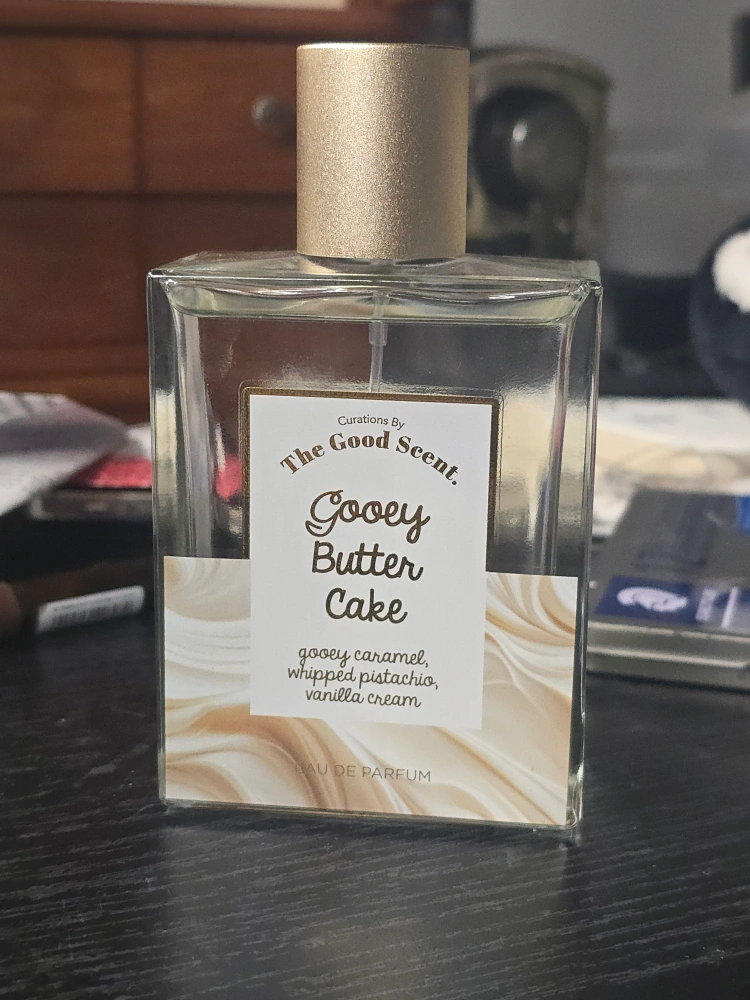 Curations By
The Good Scent.
Gooey
Butter
Cake
gooey caramel,
whipped pistachio,
vanilla cream
EAU DE PARFUM